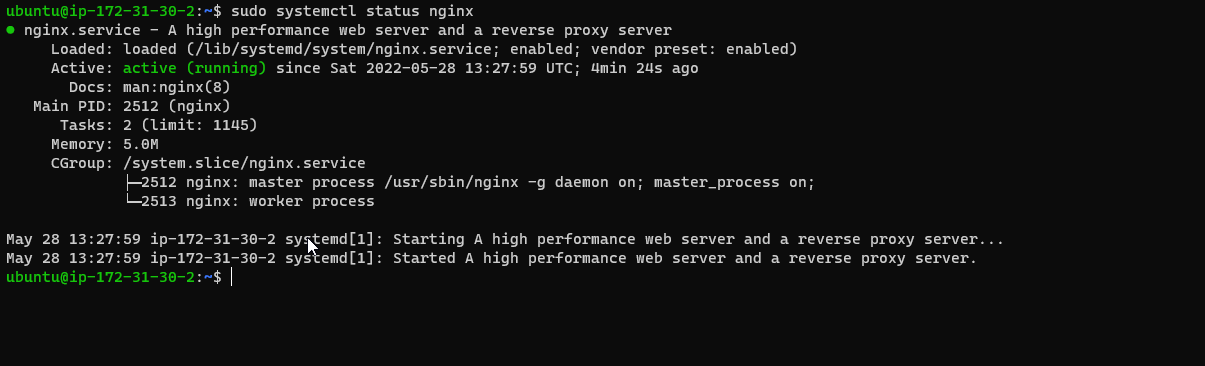 ubuntu@ip-172-31-30-2:~$ sudo systemctl status nginx
● nginx.service - A high performance web server and a reverse proxy server
     Loaded: loaded (/lib/systemd/system/nginx.service; enabled; vendor preset: enabled)
     Active: active (running) since Sat 2022-05-28 13:27:59 UTC; 4min 24s ago
       Docs: man:nginx(8)
   Main PID: 2512 (nginx)
      Tasks: 2 (limit: 1145)
     Memory: 5.0M
     CGroup: /system.slice/nginx.service
             ├─2512 nginx: master process /usr/sbin/nginx -g daemon on; master_process on;
             └─2513 nginx: worker process

May 28 13:27:59 ip-172-31-30-2 systemd[1]: Starting A high performance web server and a reverse proxy server...
May 28 13:27:59 ip-172-31-30-2 systemd[1]: Started A high performance web server and a reverse proxy server.
ubuntu@ip-172-31-30-2:~$